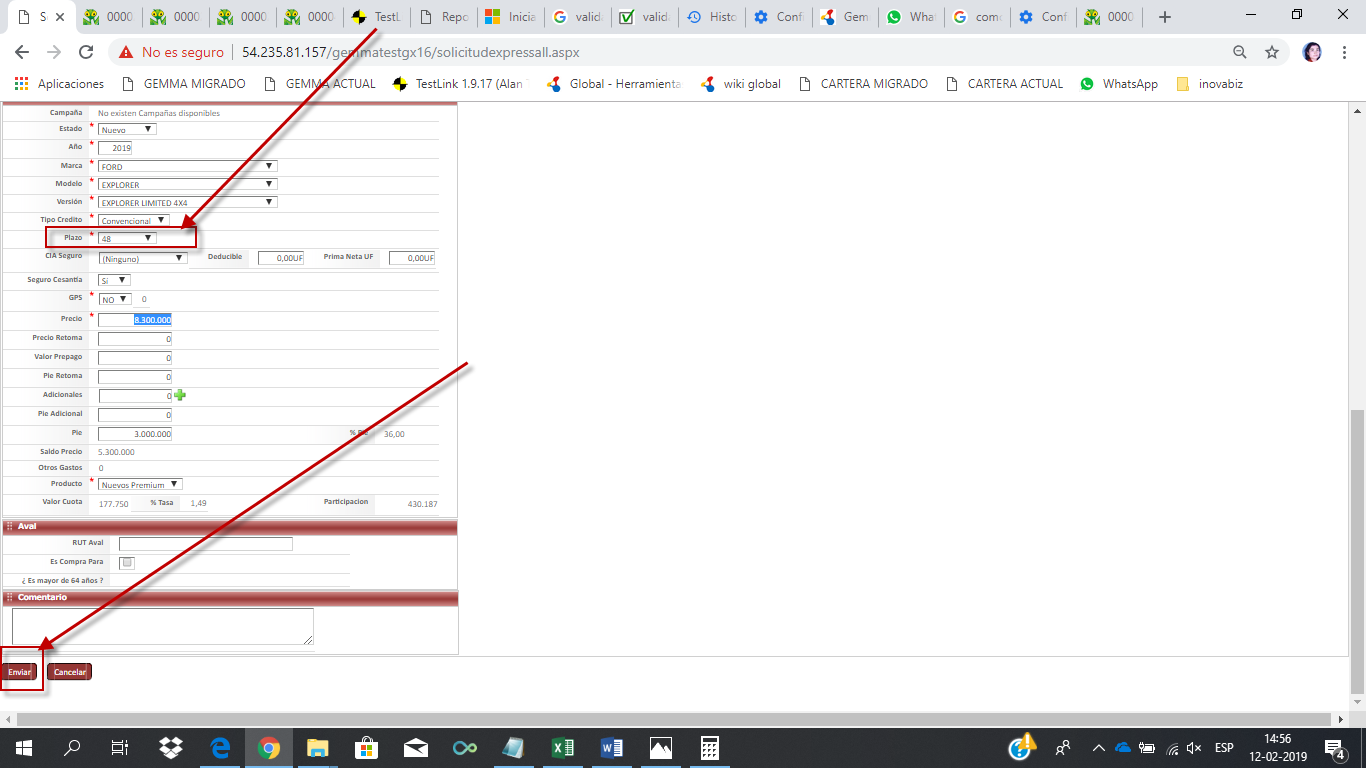 S
0000
0000
0000
0000
TestL
Repo
Inicia
valida
valid
Histo
Confi
Gem
What
como
Conf
0000
No es seguro
54.235.81.157/gemmatestgx16/solicitudexpressall.aspx
Aplicaciones
GEMMA MIGRADO
GEMMA ACTUAL
TestLink 1.9.17 (Alan
Global - Herramienta
wiki global
CARTERA MIGRADO
CARTERA ACTUAL
WhatsApp
inovabiz
Campaña No existen Campañas disponibles
Estado * Nuevo
Año * 2019
Marca * FORD
Modelo * EXPLORER
Versión * EXPLORER LIMITED 4X4
Tipo Credito * Convencional
Plazo * 48
CIA Seguro (Ninguno) Deducible 0,00UF Prima Neta UF 0,00UF
Seguro Cesantía Si
GPS * NO 0
Precio * 8.300.000
Precio Retoma 0
Valor Prepago 0
Pie Retoma 0
Adicionales 0
Pie Adicional 0
Pie 3.000.000 % 36,00
Saldo Precio 5.300.000
Otros Gastos 0
Producto * Nuevos Premium
Valor Cuota 177.750 % Tasa 1,49 Participacion 430.187
Aval
RUT Aval
Es Compra Para
¿ Es mayor de 64 años ?
Comentario
Enviar
Cancelar
ESP
14:56
12-02-2019
4